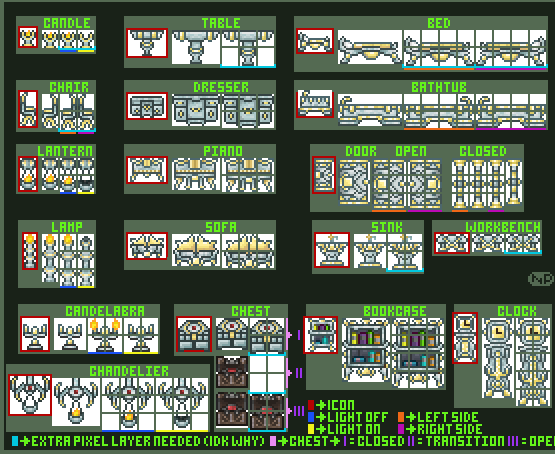 CANDLE TABLE BED
CHAIR DRESSER BATHTUB
LANTERN PIANO DOOR OPEN CLOSED
LAMP SOFA SINK WORKBENCH
CANDELABRA CHEST BOOKCASE CLOCK
I
CHANDELIER II
III
→ICON
→LIGHT OFF →LEFT SIDE
→LIGHT ON →RIGHT SIDE
→EXTRA PIXEL LAYER NEEDED (IDK WHY) →CHEST→ I: CLOSED II: TRANSITION III: OPE